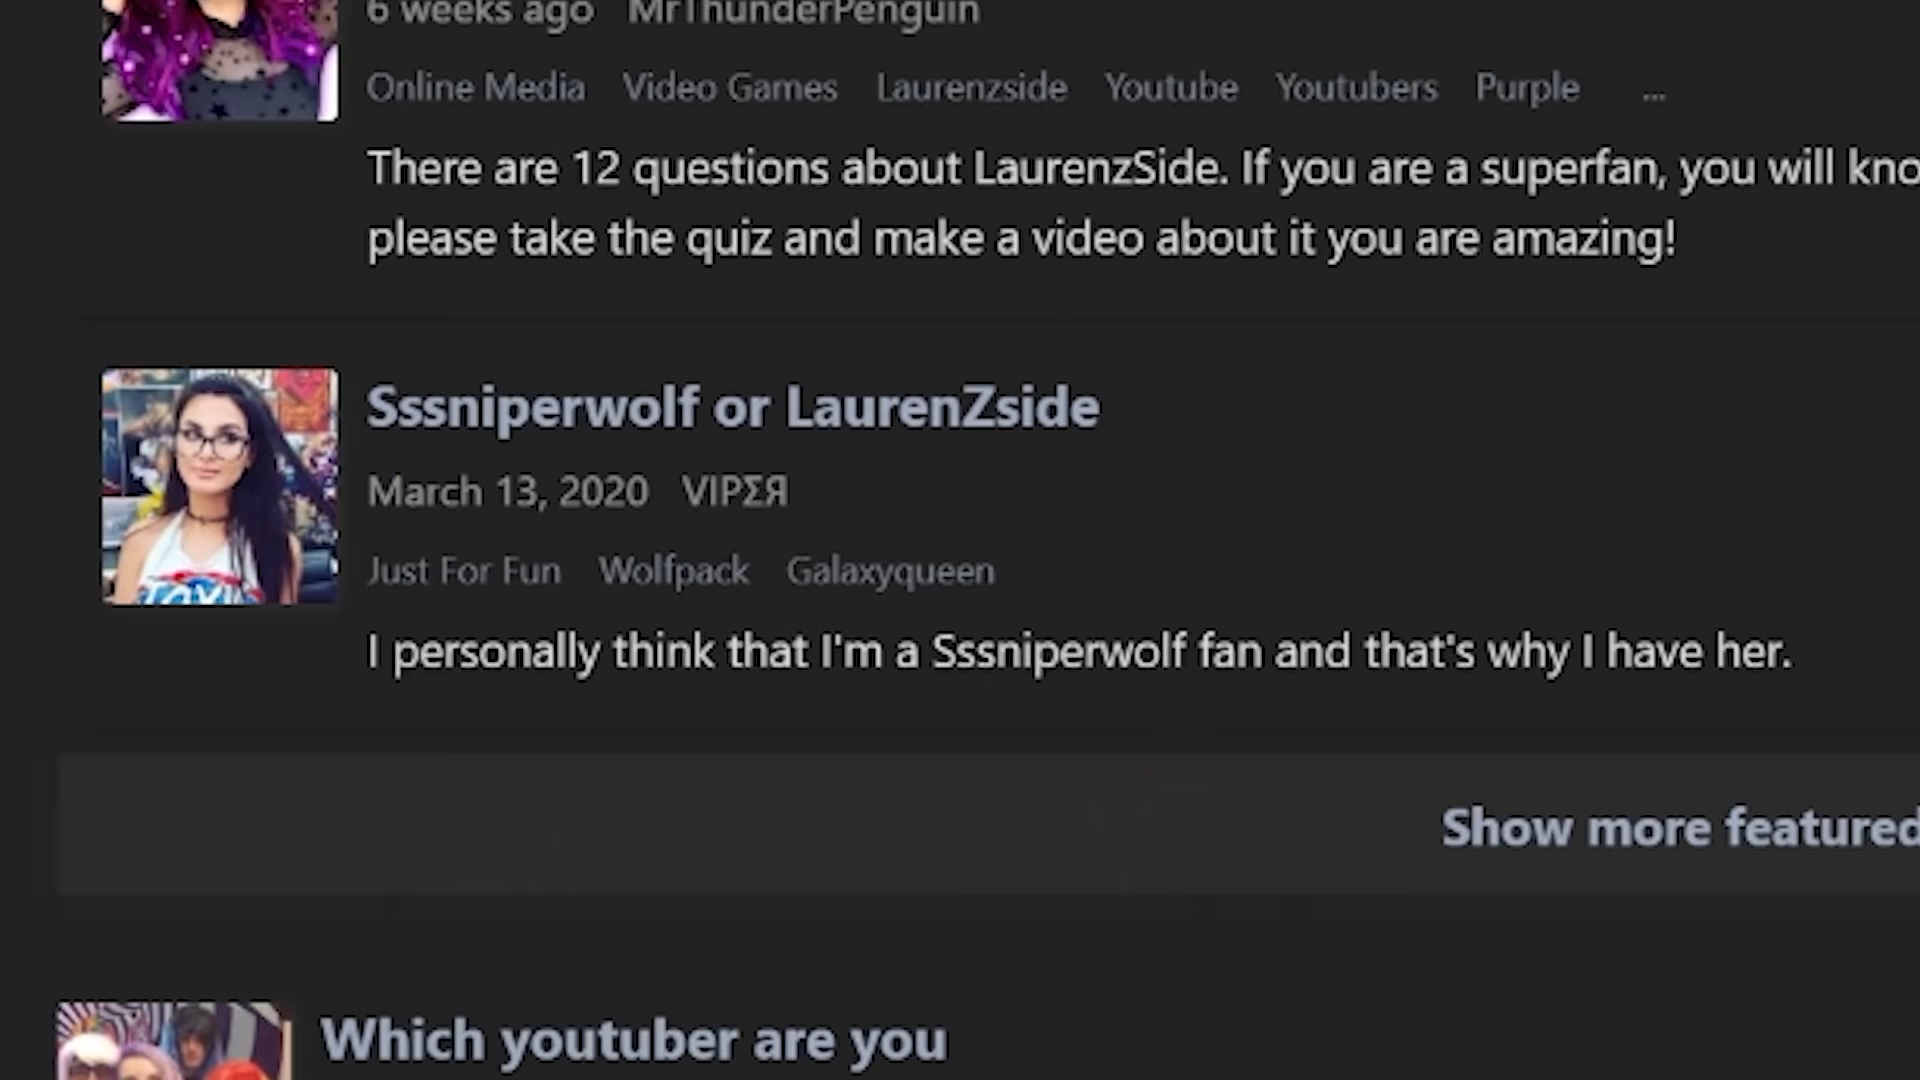 6 weeks ago MrThunderPenguin
Online Media Video Games Laurenzside Youtube Youtubers Purple ...
There are 12 questions about LaurenzSide. If you are a superfan, you will kno
please take the quiz and make a video about it you are amazing!
Sssniperwolf or LaurenZside
March 13, 2020 VIPΣЯ
Just For Fun Wolfpack Galaxyqueen
I personally think that I'm a Sssniperwolf fan and that's why I have her.
Show more featured
Which youtuber are you